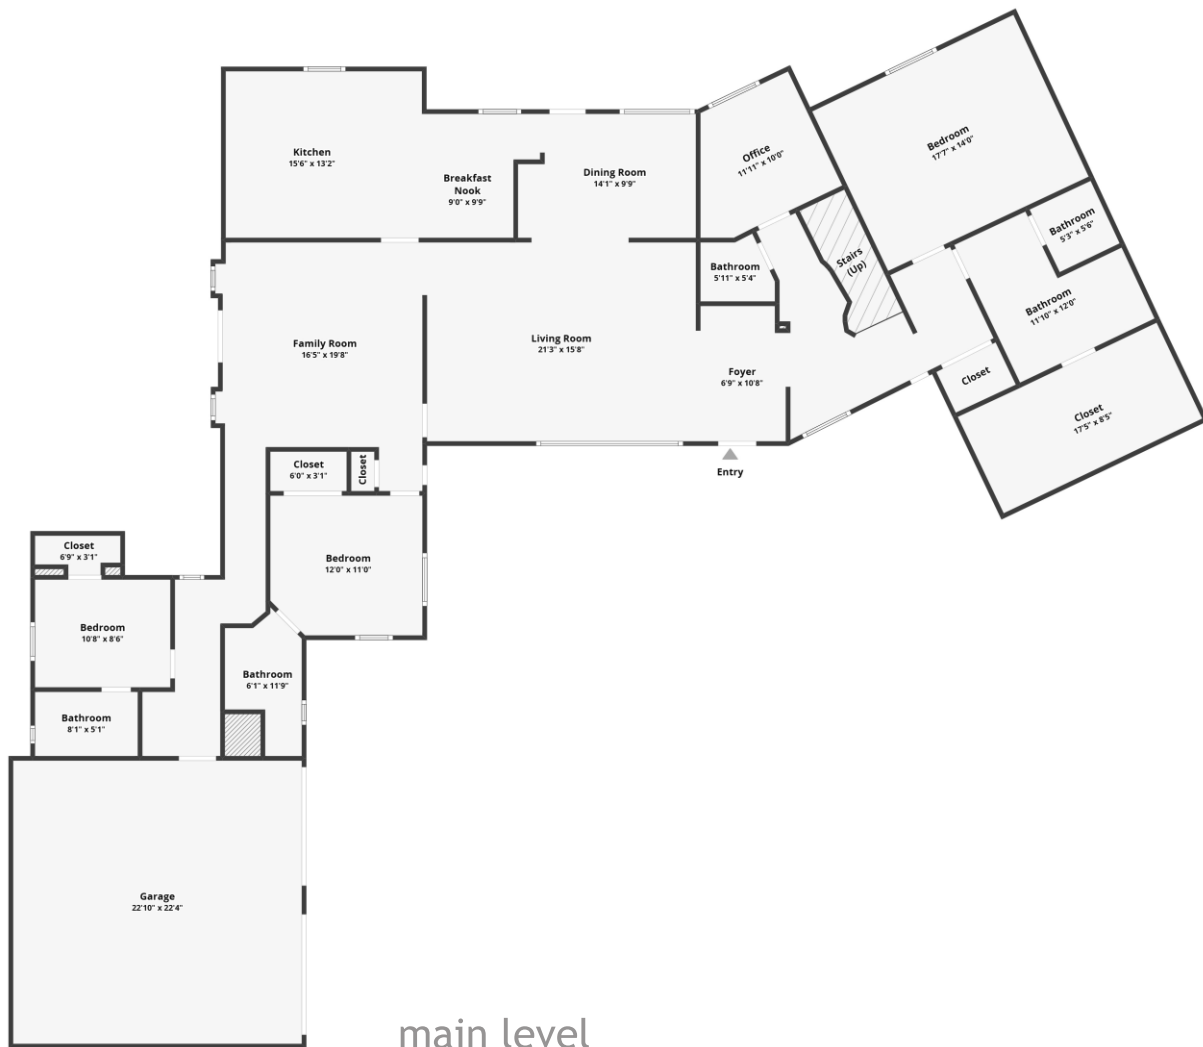 Kitchen
15'6" x 13'2"
Breakfast
Nook
9'0" x 9'9"
Dining Room
14'1" x 9'9"
Office
11'11" x 10'0"
Bedroom
17'7" x 14'0"
Bathroom
5'3" x 5'6"
Bathroom
5'11" x 5'4"
Stairs
(Up)
Bathroom
11'10" x 12'0"
Family Room
16'5" x 19'8"
Living Room
21'3" x 15'8"
Foyer
6'9" x 10'8"
Closet
Closet
17'5" x 8'5"
Entry
Closet
6'0" x 3'1"
Closet
Bedroom
12'0" x 11'0"
Closet
6'9" x 3'1"
Bedroom
10'8" x 8'6"
Bathroom
6'1" x 11'9"
Bathroom
8'1" x 5'1"
Garage
22'10" x 22'4"
main level